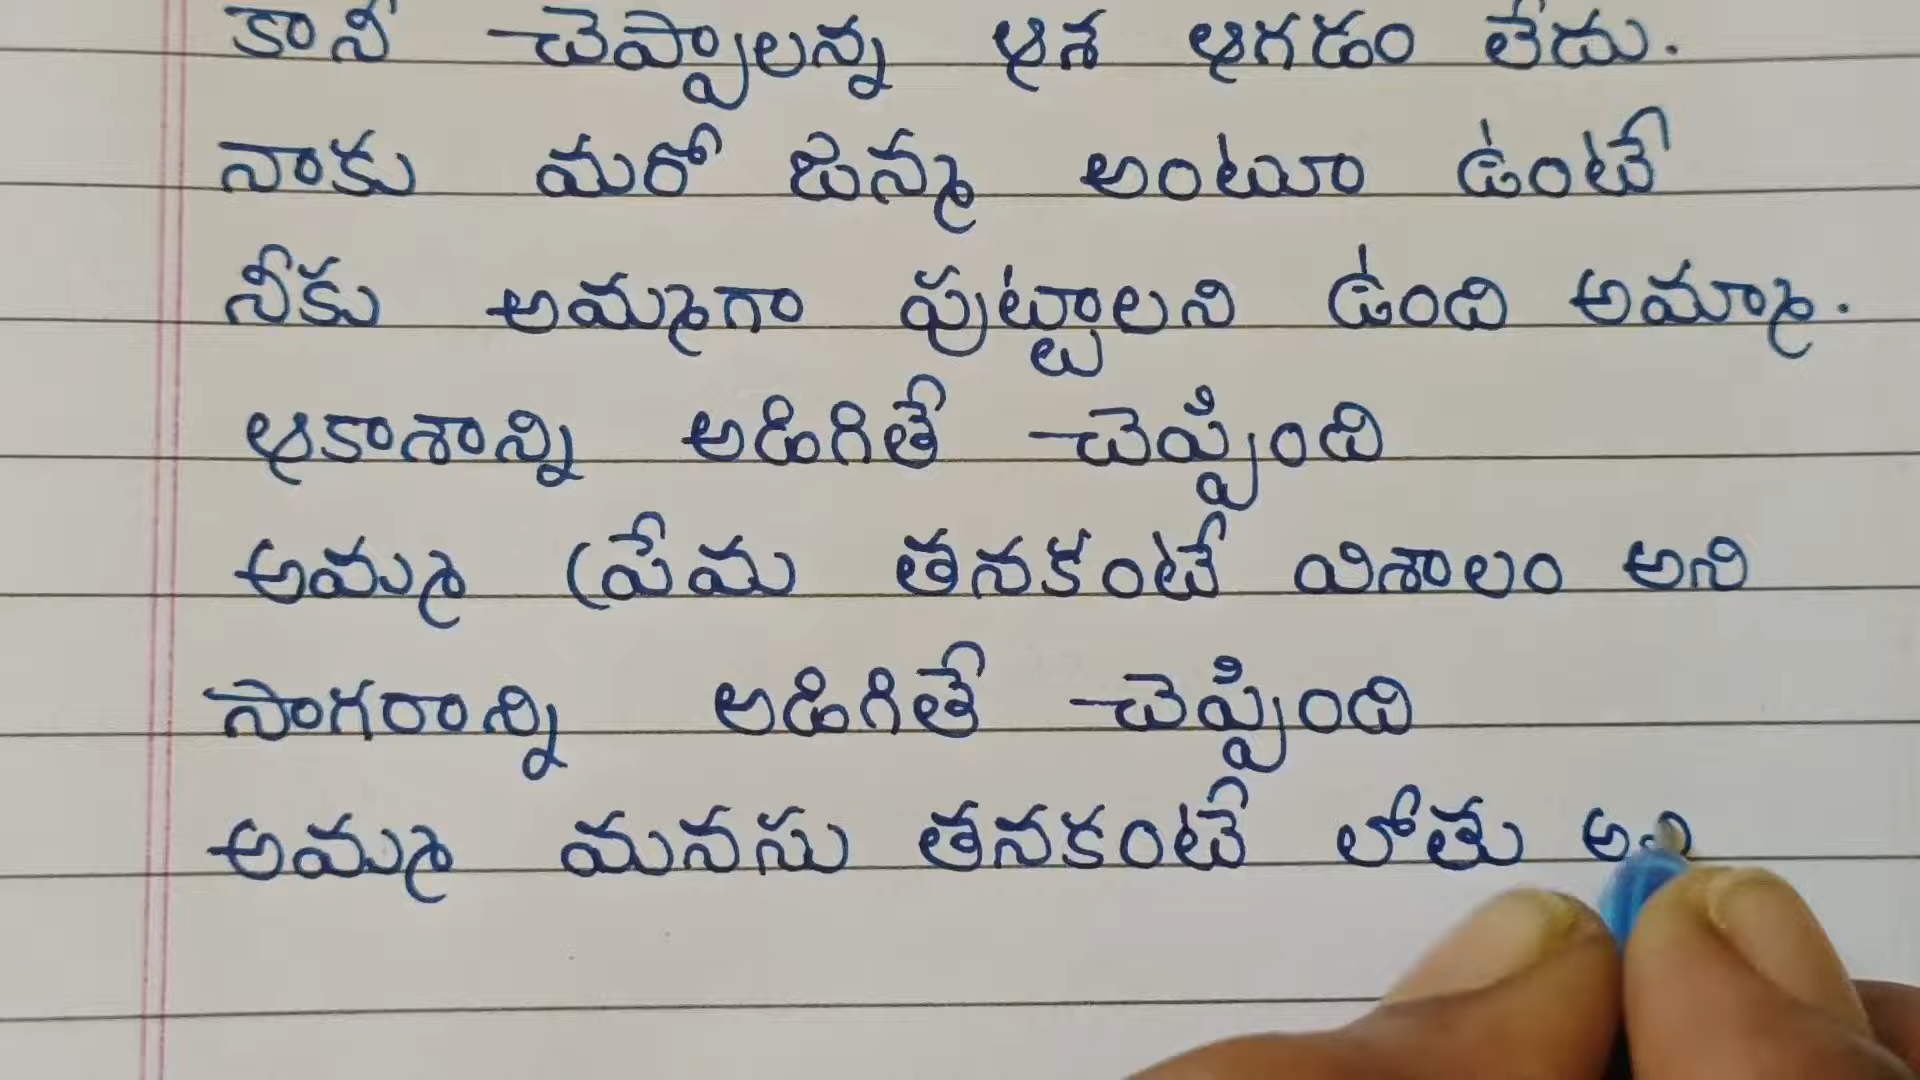 కానీ చెప్పాలన్న ఆశ ఆగడం లేదు.
నాకు మరో జన్మ అంటూ ఉంటే
నీకు అమ్మగా పుట్టాలని ఉంది అమ్మా.
ఆకాశాన్ని అడిగితే చెప్పింది
అమ్మ ప్రేమ తనకంటే విశాలం అని
సాగరాన్ని అడిగితే చెప్పింది
అమ్మ మనసు తనకంటే లోతు అని